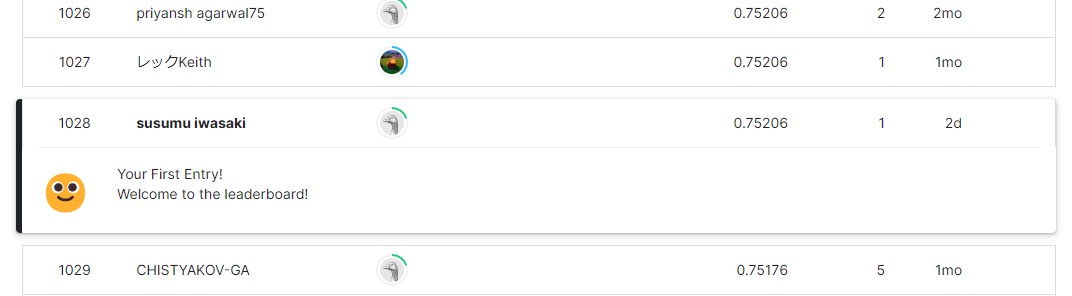 1026 priyansh agarwal75 0.75206 2 2mo
1027 レックKeith 0.75206 1 1mo
1028 susumu iwasaki 0.75206 1 2d
Your First Entry!
Welcome to the leaderboard!
1029 CHISTYAKOV-GA 0.75176 5 1mo